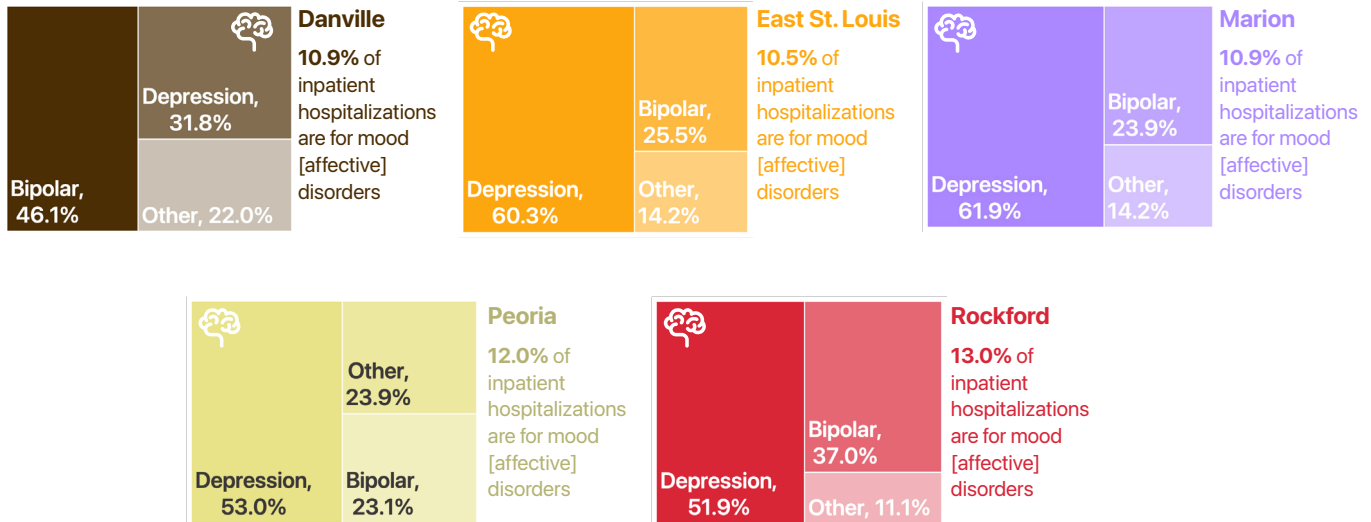 Danville
10.9% of
inpatient
hospitalizations
are for mood
[affective]
disorders
Depression,
31.8%
Bipolar,
46.1%
Other, 22.0%
East St. Louis
10.5% of
inpatient
hospitalizations
are for mood
[affective]
disorders
Bipolar,
25.5%
Depression,
60.3%
Other,
14.2%
Marion
10.9% of
inpatient
hospitalizations
are for mood
[affective]
disorders
Bipolar,
23.9%
Depression,
61.9%
Other,
14.2%
Peoria
12.0% of
inpatient
hospitalizations
are for mood
[affective]
disorders
Other,
23.9%
Depression,
53.0%
Bipolar,
23.1%
Rockford
13.0% of
inpatient
hospitalizations
are for mood
[affective]
disorders
Bipolar,
37.0%
Depression,
51.9%
Other, 11.1%